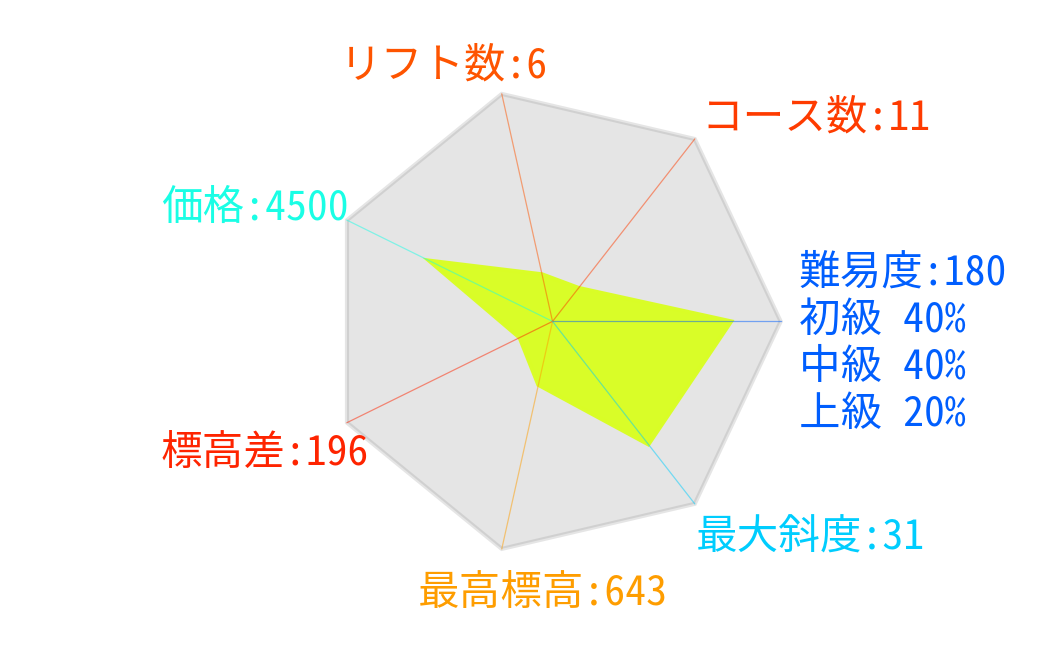 リフト数:6
コース数:11
価格:4500
難易度:180
初級 40%
中級 40%
上級 20%
標高差:196
最大斜度:31
最高標高:643